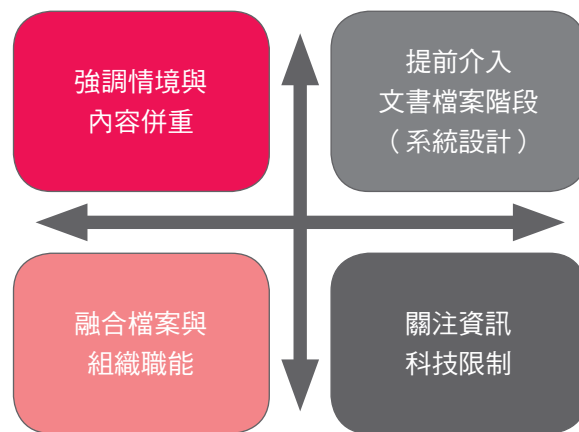 強調情境與
內容併重
提前介入
文書檔案階段
（系統設計）
融合檔案與
組織職能
關注資訊
科技限制